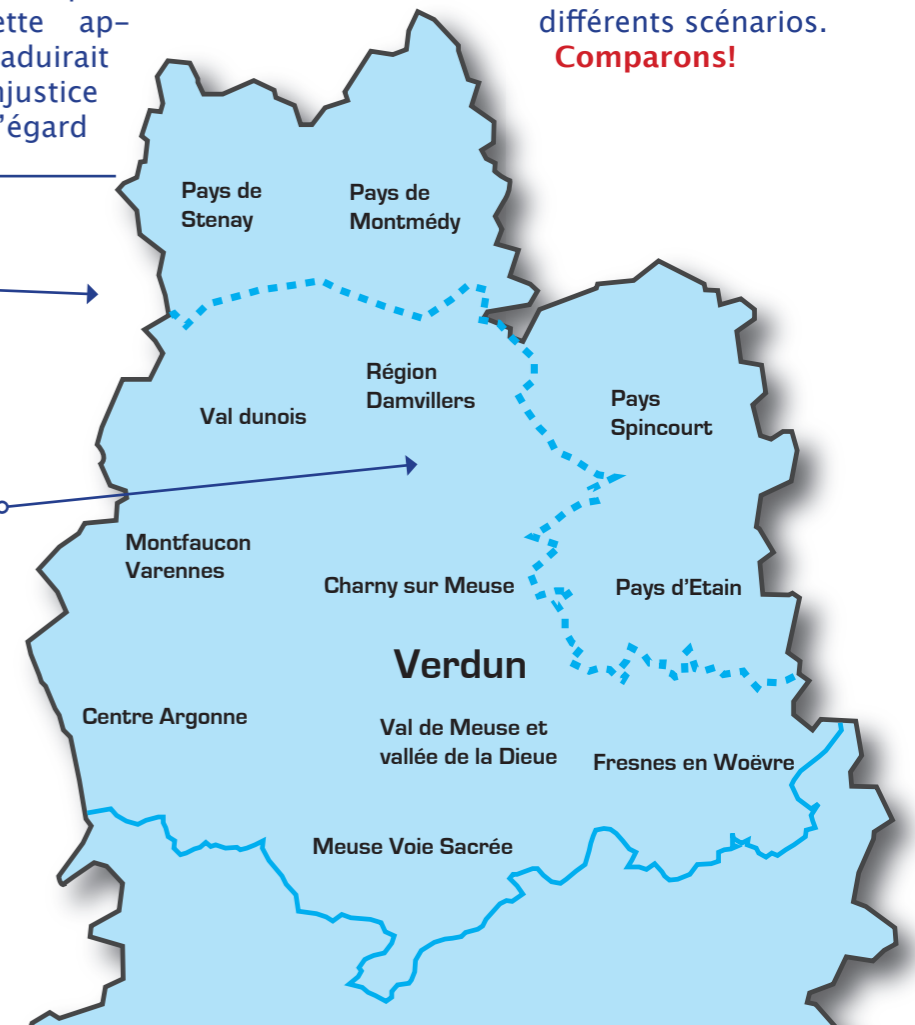 ette ap-
aduirait
njustice
'égard
différents scénarios.
Comparons!
Pays de
Stenay
Pays de
Montmédy
Région
Damvillers
Val dunois
Pays
Spincourt
Montfaucon
Varennes
Charny sur Meuse
Pays d'Etain
Verdun
Centre Argonne
Val de Meuse et
vallée de la Dieue
Fresnes en Woëvre
Meuse Voie Sacrée